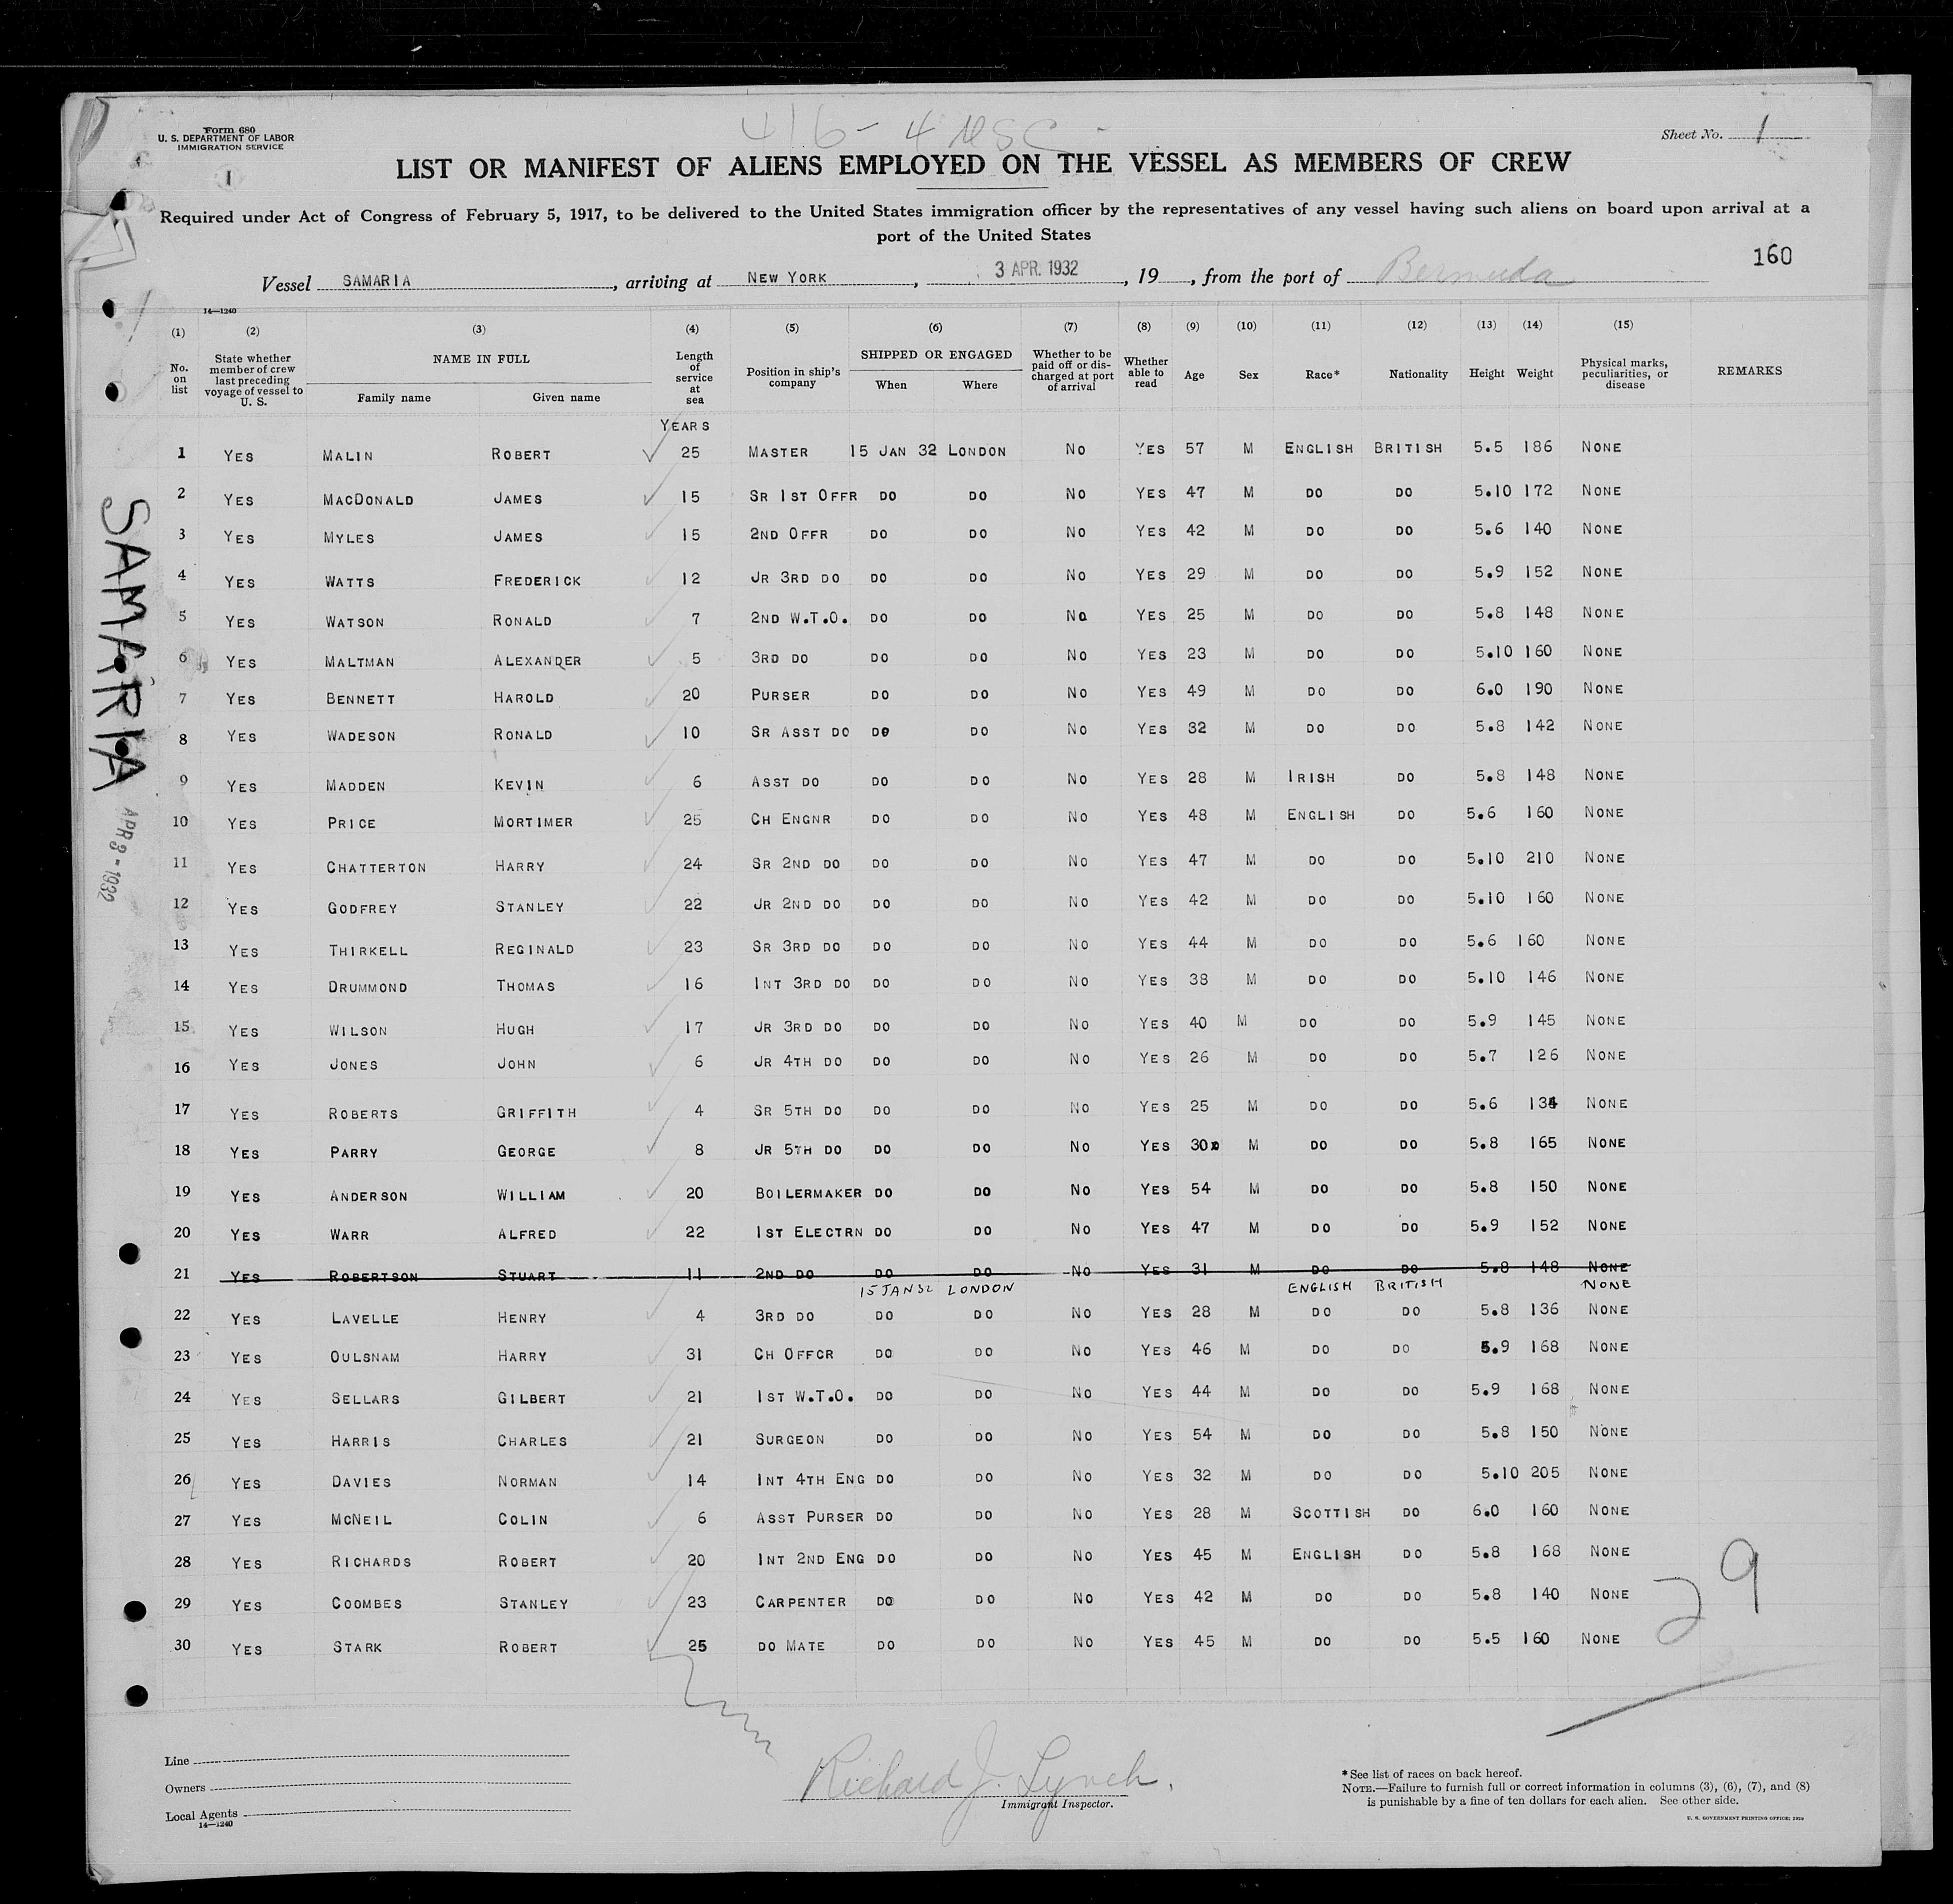 416 - 4 USC -
Form 680
U. S. DEPARTMENT OF LABOR
IMMIGRATION SERVICE
1
Sheet No. 1
LIST OR MANIFEST OF ALIENS EMPLOYED ON THE VESSEL AS MEMBERS OF CREW
Required under Act of Congress of February 5, 1917, to be delivered to the United States immigration officer by the representatives of any vessel having such aliens on board upon arrival at a
port of the United States
160
Vessel SAMARIA, arriving at NEW YORK, 3 APR. 1932, 19, from the port of Bermuda
14—1240
(1) (2) (3) (4) (5) (6) (7) (8) (9) (10) (11) (12) (13) (14) (15)
No. on list State whether member of crew last preceding voyage of vessel to U. S. NAME IN FULL Family name Given name Length of service at sea Position in ship's company SHIPPED OR ENGAGED When Where Whether to be paid off or discharged at port of arrival Whether able to read Age Sex Race* Nationality Height Weight Physical marks, peculiarities, or disease REMARKS
YEARS
1 YES MALIN ROBERT 25 MASTER 15 JAN 32 LONDON NO YES 57 M ENGLISH BRITISH 5.5 186 NONE
2 YES MACDONALD JAMES 15 SR 1ST OFFR DO DO NO YES 47 M DO DO 5.10 172 NONE
3 YES MYLES JAMES 15 2ND OFFR DO DO NO YES 42 M DO DO 5.6 140 NONE
4 YES WATTS FREDERICK 12 JR 3RD DO DO DO NO YES 29 M DO DO 5.9 152 NONE
5 YES WATSON RONALD 7 2ND W.T.O. DO DO NO YES 25 M DO DO 5.8 148 NONE
6 YES MALTMAN ALEXANDER 5 3RD DO DO DO NO YES 23 M DO DO 5.10 160 NONE
7 YES BENNETT HAROLD 20 PURSER DO DO NO YES 49 M DO DO 6.0 190 NONE
8 YES WADESON RONALD 10 SR ASST DO DO DO NO YES 32 M DO DO 5.8 142 NONE
9 YES MADDEN KEVIN 6 ASST DO DO DO NO YES 28 M IRISH DO 5.8 148 NONE
10 YES PRICE MORTIMER 25 CH ENGNR DO DO NO YES 48 M ENGLISH DO 5.6 160 NONE
11 YES CHATTERTON HARRY 24 SR 2ND DO DO DO NO YES 47 M DO DO 5.10 210 NONE
12 YES GODFREY STANLEY 22 JR 2ND DO DO DO NO YES 42 M DO DO 5.10 160 NONE
13 YES THIRKELL REGINALD 23 SR 3RD DO DO DO NO YES 44 M DO DO 5.6 160 NONE
14 YES DRUMMOND THOMAS 16 INT 3RD DO DO DO NO YES 38 M DO DO 5.10 146 NONE
15 YES WILSON HUGH 17 JR 3RD DO DO DO NO YES 40 M DO DO 5.9 145 NONE
16 YES JONES JOHN 6 JR 4TH DO DO DO NO YES 26 M DO DO 5.7 126 NONE
17 YES ROBERTS GRIFFITH 4 SR 5TH DO DO DO NO YES 25 M DO DO 5.6 134 NONE
18 YES PARRY GEORGE 8 JR 5TH DO DO DO NO YES 30 M DO DO 5.8 165 NONE
19 YES ANDERSON WILLIAM 20 BOILERMAKER DO DO NO YES 54 M DO DO 5.8 150 NONE
20 YES WARR ALFRED 22 1ST ELECTRN DO DO NO YES 47 M DO DO 5.9 152 NONE
21 YES ROBERTSON STUART 11 2ND DO DO DO NO YES 31 M DO DO 5.8 148 NONE
15 JAN 32 LONDON ENGLISH BRITISH NONE
22 YES LAVELLE HENRY 4 3RD DO DO DO NO YES 28 M DO DO 5.8 136 NONE
23 YES OULSNAM HARRY 31 CH OFFCR DO DO NO YES 46 M DO DO 5.9 168 NONE
24 YES SELLARS GILBERT 21 1ST W.T.O. DO DO NO YES 44 M DO DO 5.9 168 NONE
25 YES HARRIS CHARLES 21 SURGEON DO DO NO YES 54 M DO DO 5.8 150 NONE
26 YES DAVIES NORMAN 14 INT 4TH ENG DO DO NO YES 32 M DO DO 5.10 205 NONE
27 YES MCNEIL COLIN 6 ASST PURSER DO DO NO YES 28 M SCOTTISH DO 6.0 160 NONE
28 YES RICHARDS ROBERT 20 INT 2ND ENG DO DO NO YES 45 M ENGLISH DO 5.8 168 NONE
29 YES COOMBES STANLEY 23 CARPENTER DO DO NO YES 42 M DO DO 5.8 140 NONE
30 YES STARK ROBERT 25 DO MATE DO DO NO YES 45 M DO DO 5.5 160 NONE
29
SAMARIA
APR 3 - 1932
Line
Owners
Local Agents
14—1240
Richard J. Lynch.
Immigrant Inspector.
*See list of races on back hereof.
NOTE.—Failure to furnish full or correct information in columns (3), (6), (7), and (8)
is punishable by a fine of ten dollars for each alien. See other side.